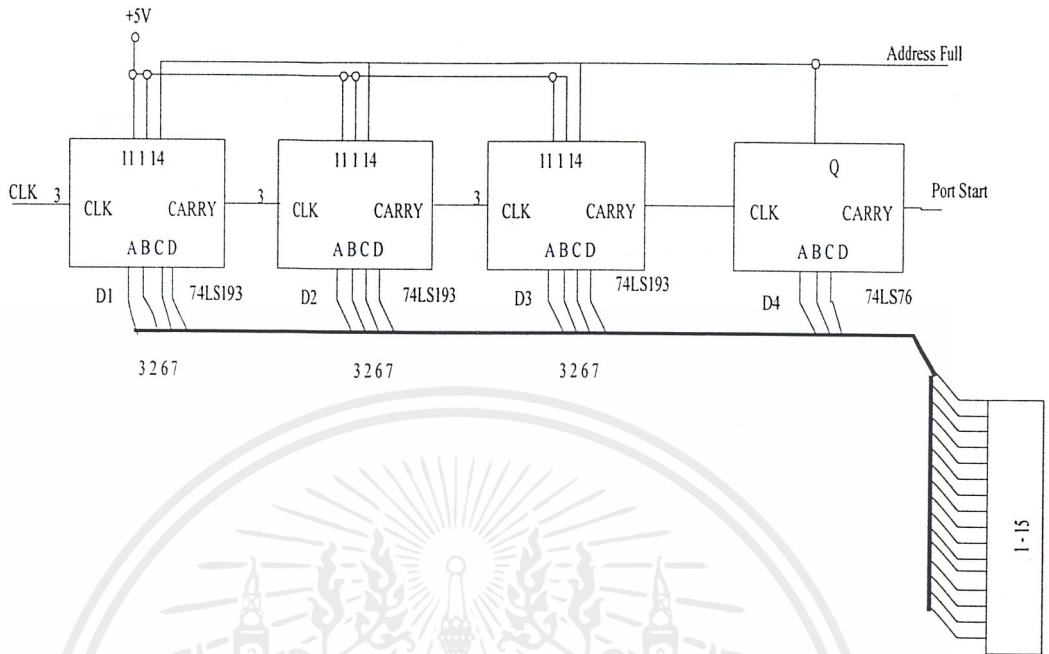 +5V
Address Full
11 1 14
11 1 14
11 1 14
Q
CLK 3
CLK CARRY
3
CLK CARRY
3
CLK CARRY
CLK CARRY
Port Start
A B C D
A B C D
A B C D
A B C D
D1
74LS193
D2
74LS193
D3
74LS193
D4
74LS76
3 2 6 7
3 2 6 7
3 2 6 7
1 - 15